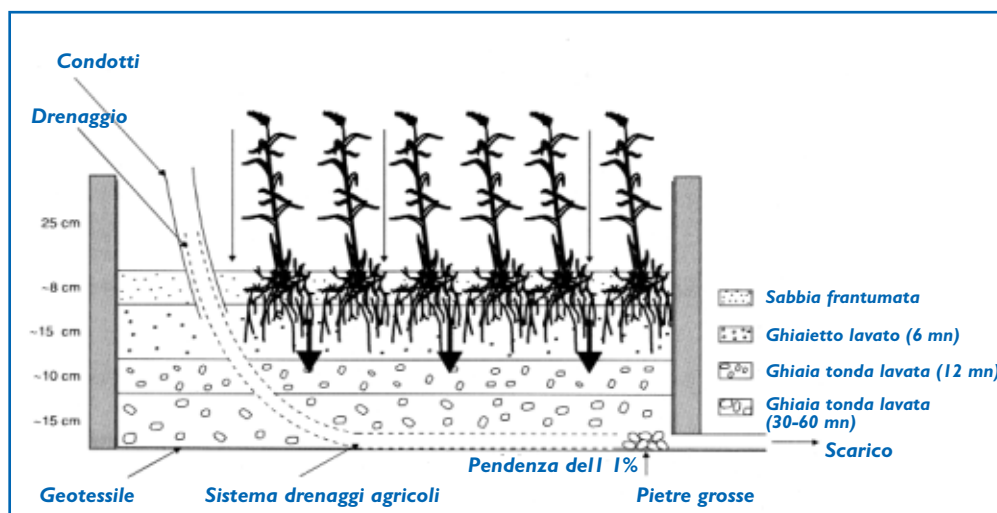 Condotti
Drenaggio
25 cm
~8 cm
~15 cm
~10 cm
~15 cm
Sabbia frantumata
Ghiaietto lavato (6 mn)
Ghiaia tonda lavata (12 mn)
Ghiaia tonda lavata
(30-60 mn)
Scarico
Pendenza dell 1%
Geotessile
Sistema drenaggi agricoli
Pietre grosse